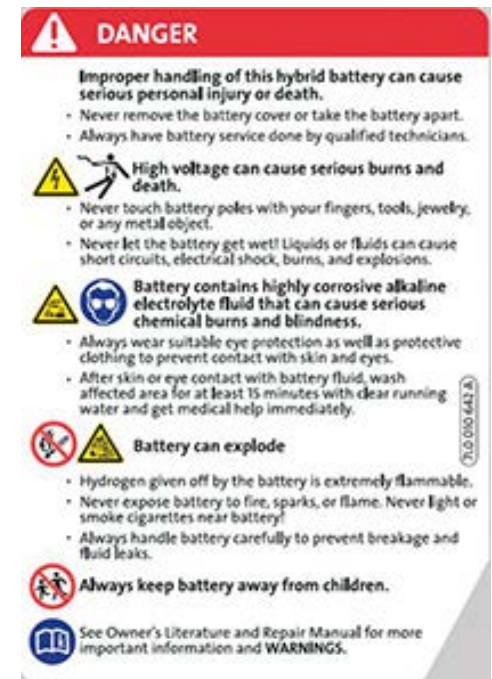 DANGER
Improper handling of this hybrid battery can cause
serious personal injury or death.
- Never remove the battery cover or take the battery apart.
- Always have battery service done by qualified technicians.
High voltage can cause serious burns and
death.
- Never touch battery poles with your fingers, tools, jewelry,
or any metal object.
- Never let the battery get wet! Liquids or fluids can cause
short circuits, electrical shock, burns, and explosions.
Battery contains highly corrosive alkaline
electrolyte fluid that can cause serious
chemical burns and blindness.
- Always wear suitable eye protection as well as protective
clothing to prevent contact with skin and eyes.
- After skin or eye contact with battery fluid, wash
affected area for at least 15 minutes with clear running
water and get medical help immediately.
7L0 010 642 A
Battery can explode
- Hydrogen given off by the battery is extremely flammable.
- Never expose battery to fire, sparks, or flame. Never light or
smoke cigarettes near battery!
- Always handle battery carefully to prevent breakage and
fluid leaks.
Always keep battery away from children.
See Owner's Literature and Repair Manual for more
important information and WARNINGS.